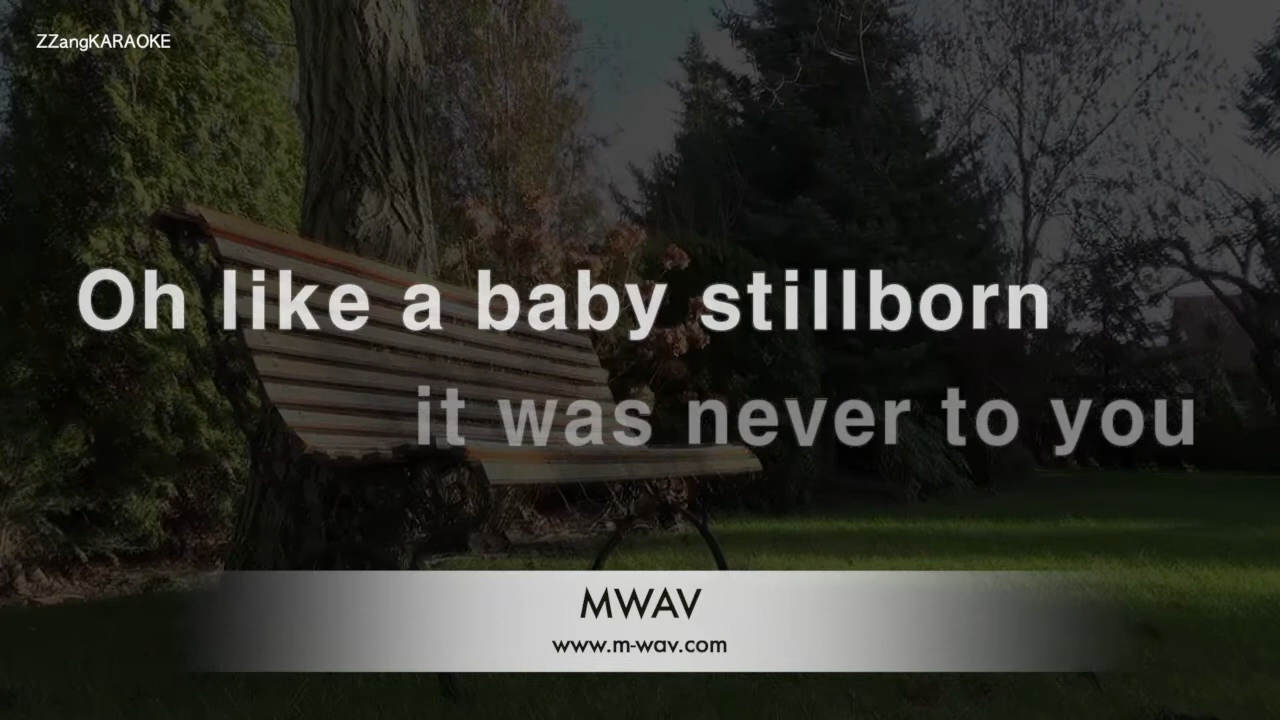 ZZangKARAOKE
Oh like a baby stillborn
it was never to you
MWAV
www.m-wav.com